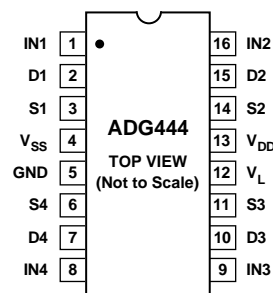 IN1 1 16 IN2
D1 2 15 D2
S1 3 14 S2
VSS 4 ADG444 13 VDD
GND 5 TOP VIEW 12 VL
(Not to Scale)
S4 6 11 S3
D4 7 10 D3
IN4 8 9 IN3